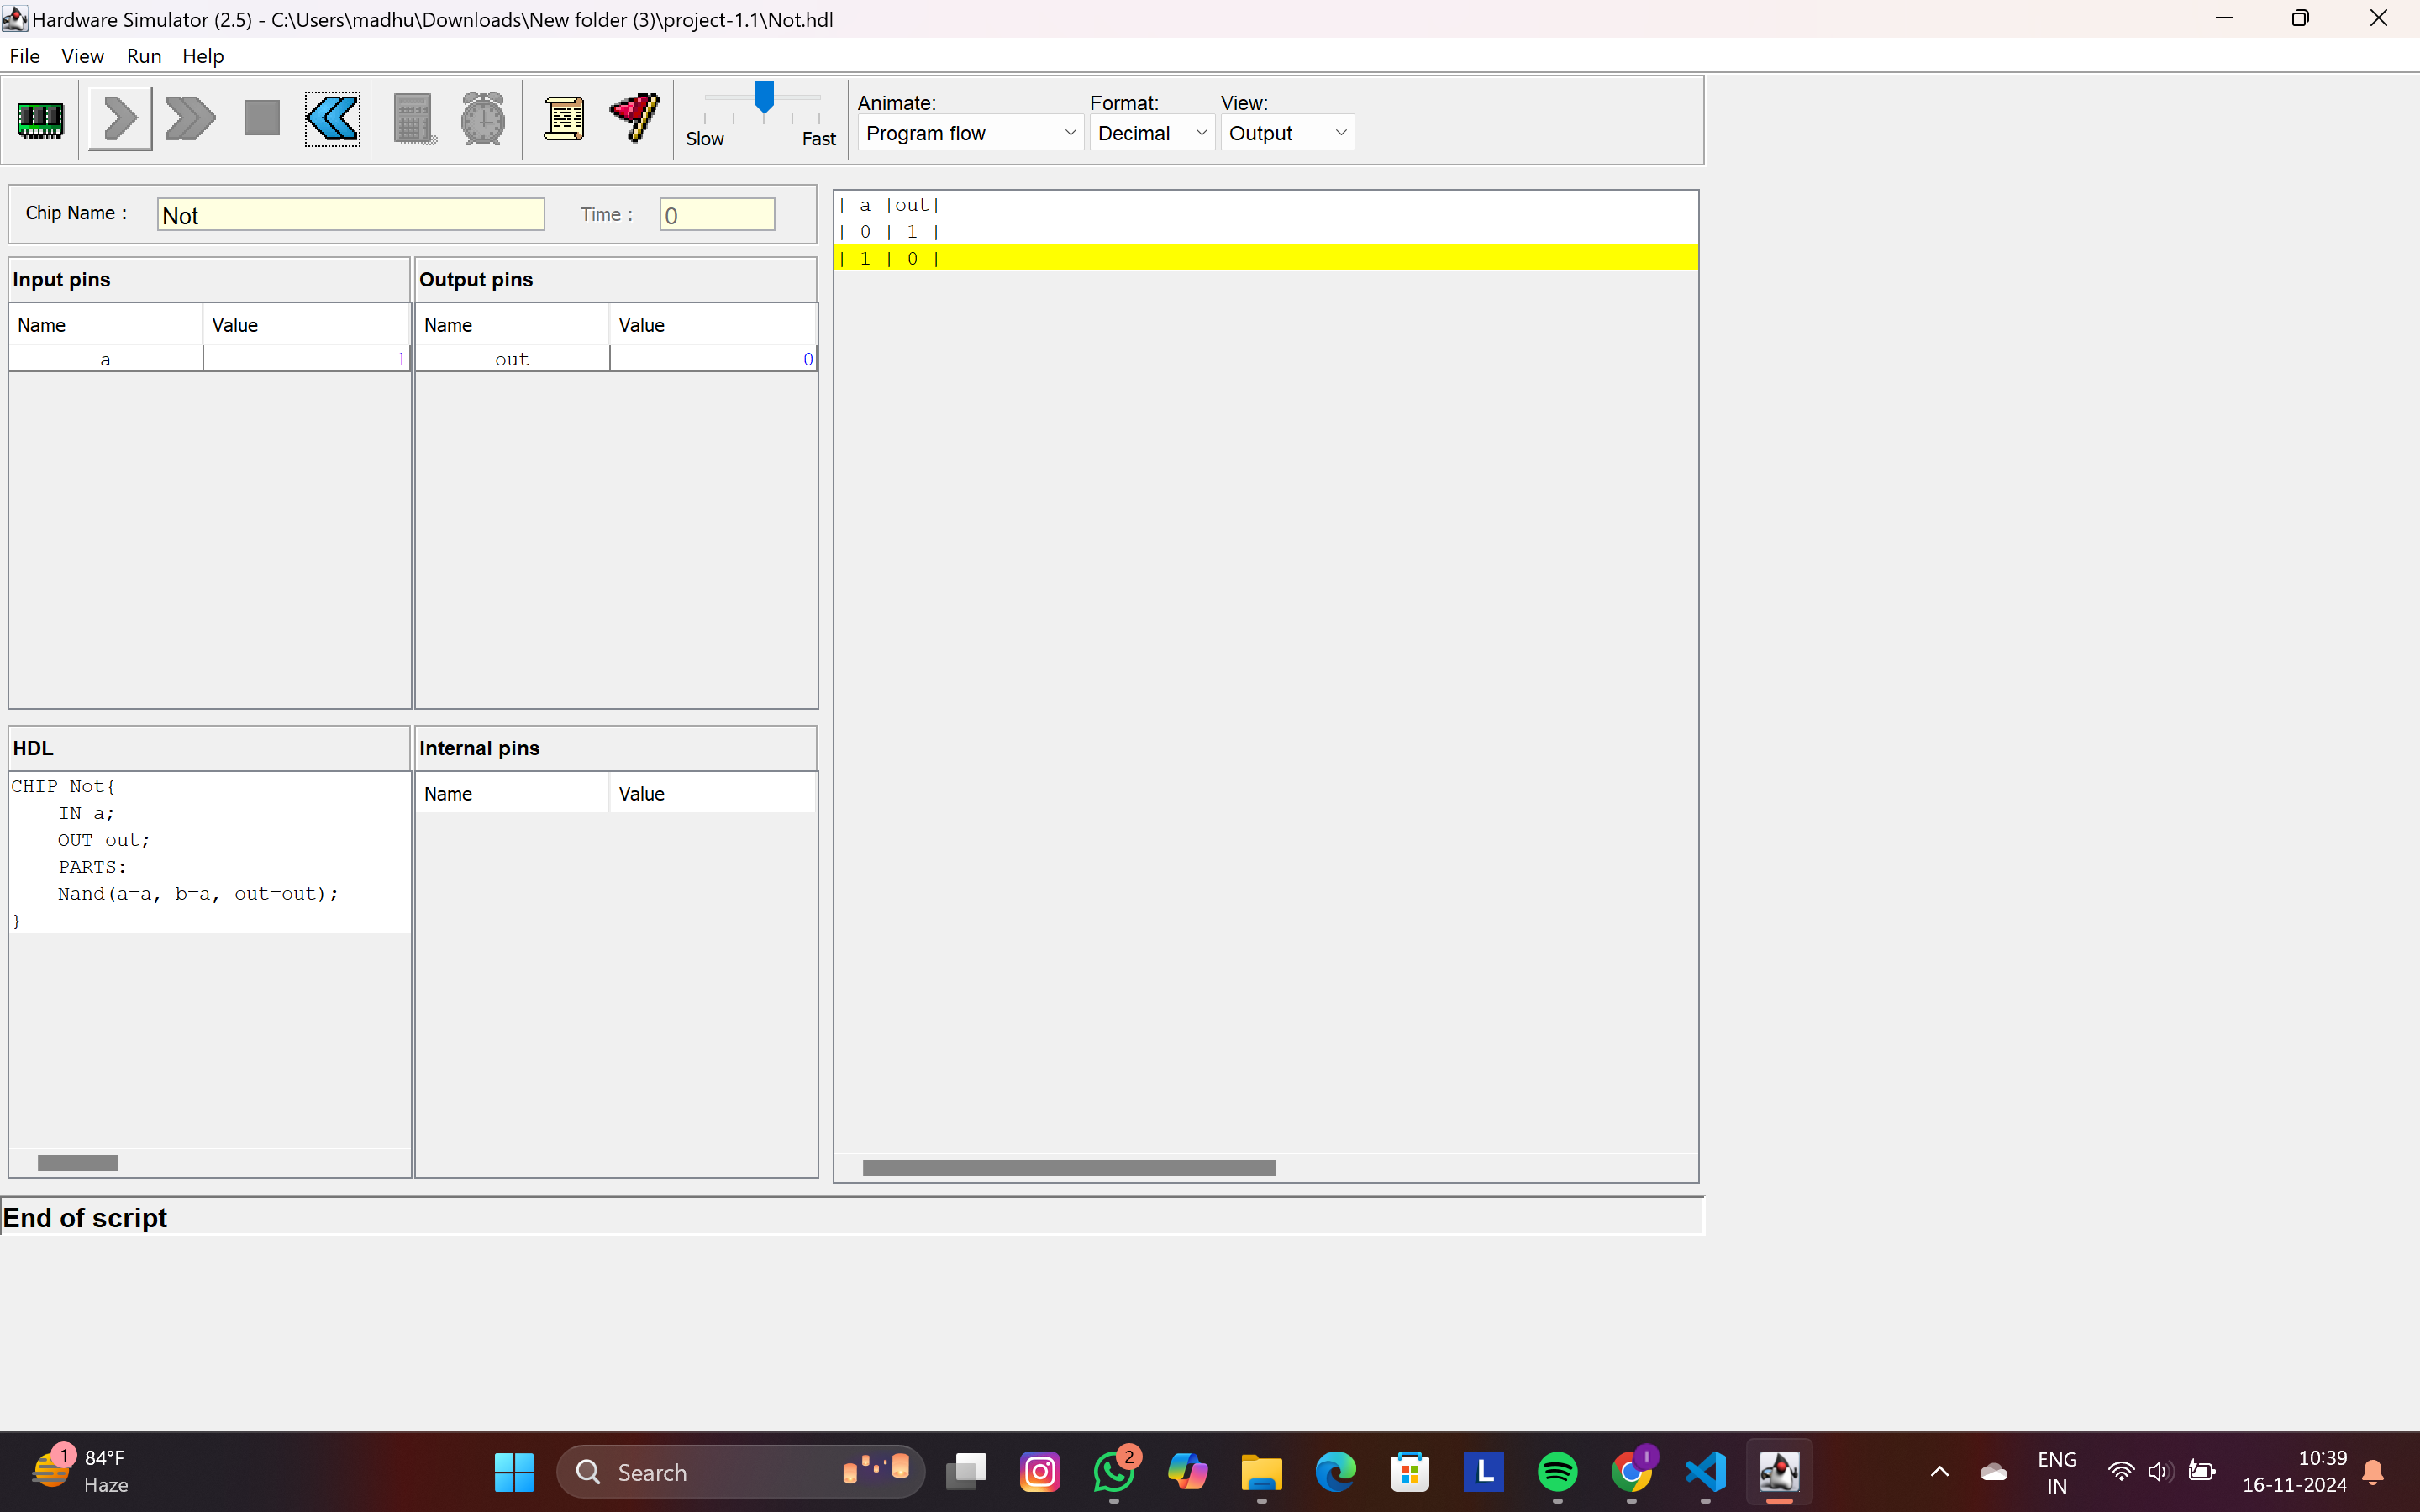 Hardware Simulator (2.5) - C:\Users\madhu\Downloads\New folder (3)\project-1.1\Not.hdl
File View Run Help
Slow Fast
Animate: Format: View:
Program flow Decimal Output
Chip Name : Not Time : 0
| a |out|
| 0 | 1 |
| 1 | 0 |
Input pins
Name Value
a 1
Output pins
Name Value
out 0
HDL
CHIP Not{
    IN a;
    OUT out;
    PARTS:
    Nand(a=a, b=a, out=out);
}
Internal pins
Name Value
End of script
1
84°F
Haze
Search
2
L
I
ENG
IN
10:39
16-11-2024